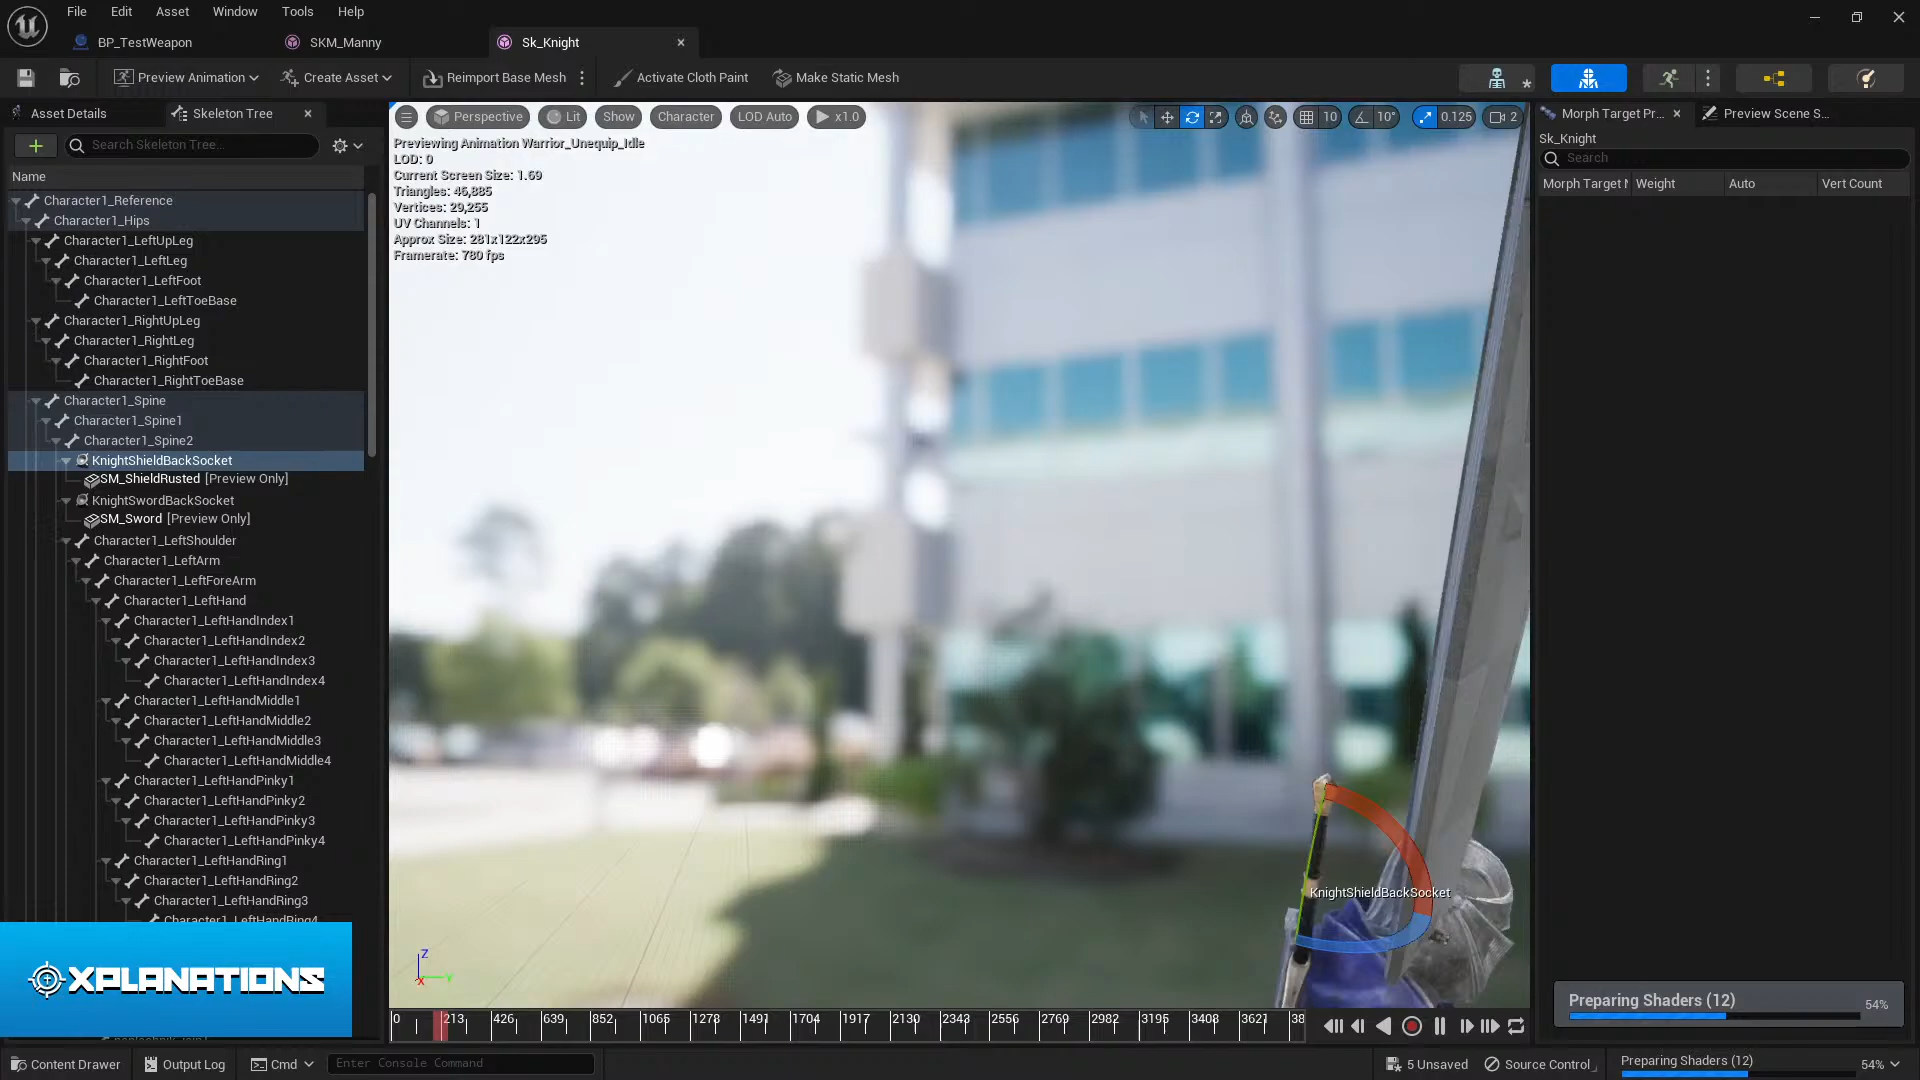 File Edit Asset Window Tools Help
BP_TestWeapon SKM_Manny Sk_Knight
Preview Animation Create Asset Reimport Base Mesh Activate Cloth Paint Make Static Mesh
Asset Details Skeleton Tree
Search Skeleton Tree...
Name
Character1_Reference
Character1_Hips
Character1_LeftUpLeg
Character1_LeftLeg
Character1_LeftFoot
Character1_LeftToeBase
Character1_RightUpLeg
Character1_RightLeg
Character1_RightFoot
Character1_RightToeBase
Character1_Spine
Character1_Spine1
Character1_Spine2
KnightShieldBackSocket
SM_ShieldRusted [Preview Only]
KnightSwordBackSocket
SM_Sword [Preview Only]
Character1_LeftShoulder
Character1_LeftArm
Character1_LeftForeArm
Character1_LeftHand
Character1_LeftHandIndex1
Character1_LeftHandIndex2
Character1_LeftHandIndex3
Character1_LeftHandIndex4
Character1_LeftHandMiddle1
Character1_LeftHandMiddle2
Character1_LeftHandMiddle3
Character1_LeftHandMiddle4
Character1_LeftHandPinky1
Character1_LeftHandPinky2
Character1_LeftHandPinky3
Character1_LeftHandPinky4
Character1_LeftHandRing1
Character1_LeftHandRing2
Character1_LeftHandRing3
Character1_LeftHandRing4
XPLANATIONS
Perspective Lit Show Character LOD Auto x1.0 10 10° 0.125 2
Previewing Animation Warrior_Unequip_Idle
LOD: 0
Current Screen Size: 1.69
Triangles: 46,885
Vertices: 29,255
UV Channels: 1
Approx Size: 281x122x295
Framerate: 780 fps
KnightShieldBackSocket
Z
X Y
0 213 426 639 852 1065 1278 1491 1704 1917 2130 2343 2556 2769 2982 3195 3408 3621 38
Morph Target Pr... Preview Scene S...
Sk_Knight
Search
Morph Target N Weight Auto Vert Count
Preparing Shaders (12) 54%
Content Drawer Output Log Cmd Enter Console Command 5 Unsaved Source Control Preparing Shaders (12) 54%